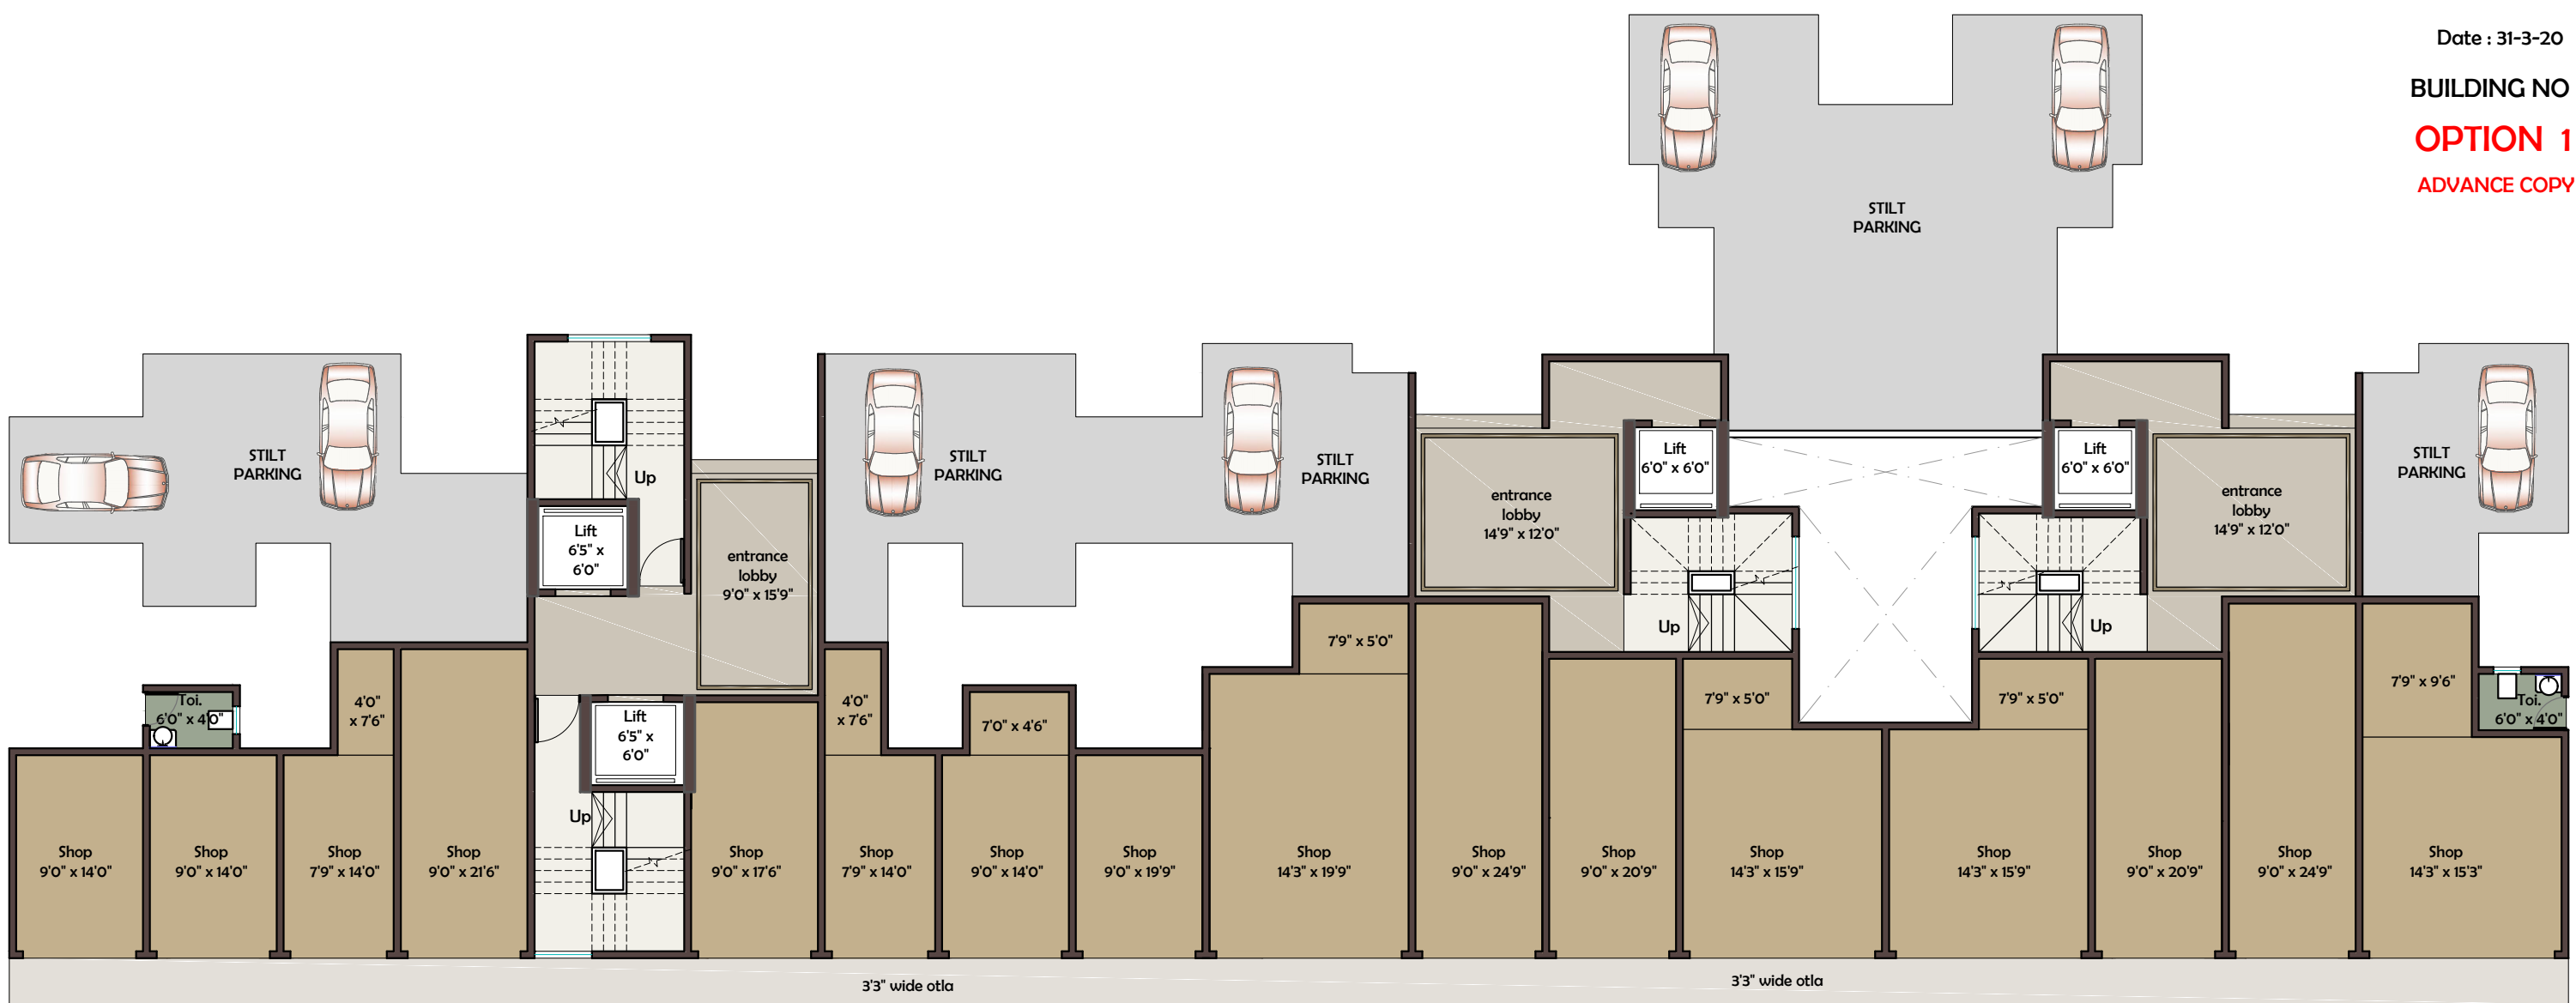 Date : 31-3-20
BUILDING NO
OPTION 1
ADVANCE COPY
STILT
PARKING
STILT
PARKING
Up
Lift
6'5" x
6'0"
entrance
lobby
9'0" x 15'9"
STILT
PARKING
STILT
PARKING
entrance
lobby
14'9" x 12'0"
Lift
6'0" x 6'0"
Up
Lift
6'0" x 6'0"
Up
entrance
lobby
14'9" x 12'0"
STILT
PARKING
Toi.
6'0" x 4'0"
4'0"
x 7'6"
Lift
6'5" x
6'0"
Up
4'0"
x 7'6"
7'0" x 4'6"
7'9" x 5'0"
7'9" x 5'0"
7'9" x 5'0"
7'9" x 9'6"
Toi.
6'0" x 4'0"
Shop
9'0" x 14'0"
Shop
9'0" x 14'0"
Shop
7'9" x 14'0"
Shop
9'0" x 21'6"
Shop
9'0" x 17'6"
Shop
7'9" x 14'0"
Shop
9'0" x 14'0"
Shop
9'0" x 19'9"
Shop
14'3" x 19'9"
Shop
9'0" x 24'9"
Shop
9'0" x 20'9"
Shop
14'3" x 15'9"
Shop
14'3" x 15'9"
Shop
9'0" x 20'9"
Shop
9'0" x 24'9"
Shop
14'3" x 15'3"
3'3" wide otla
3'3" wide otla